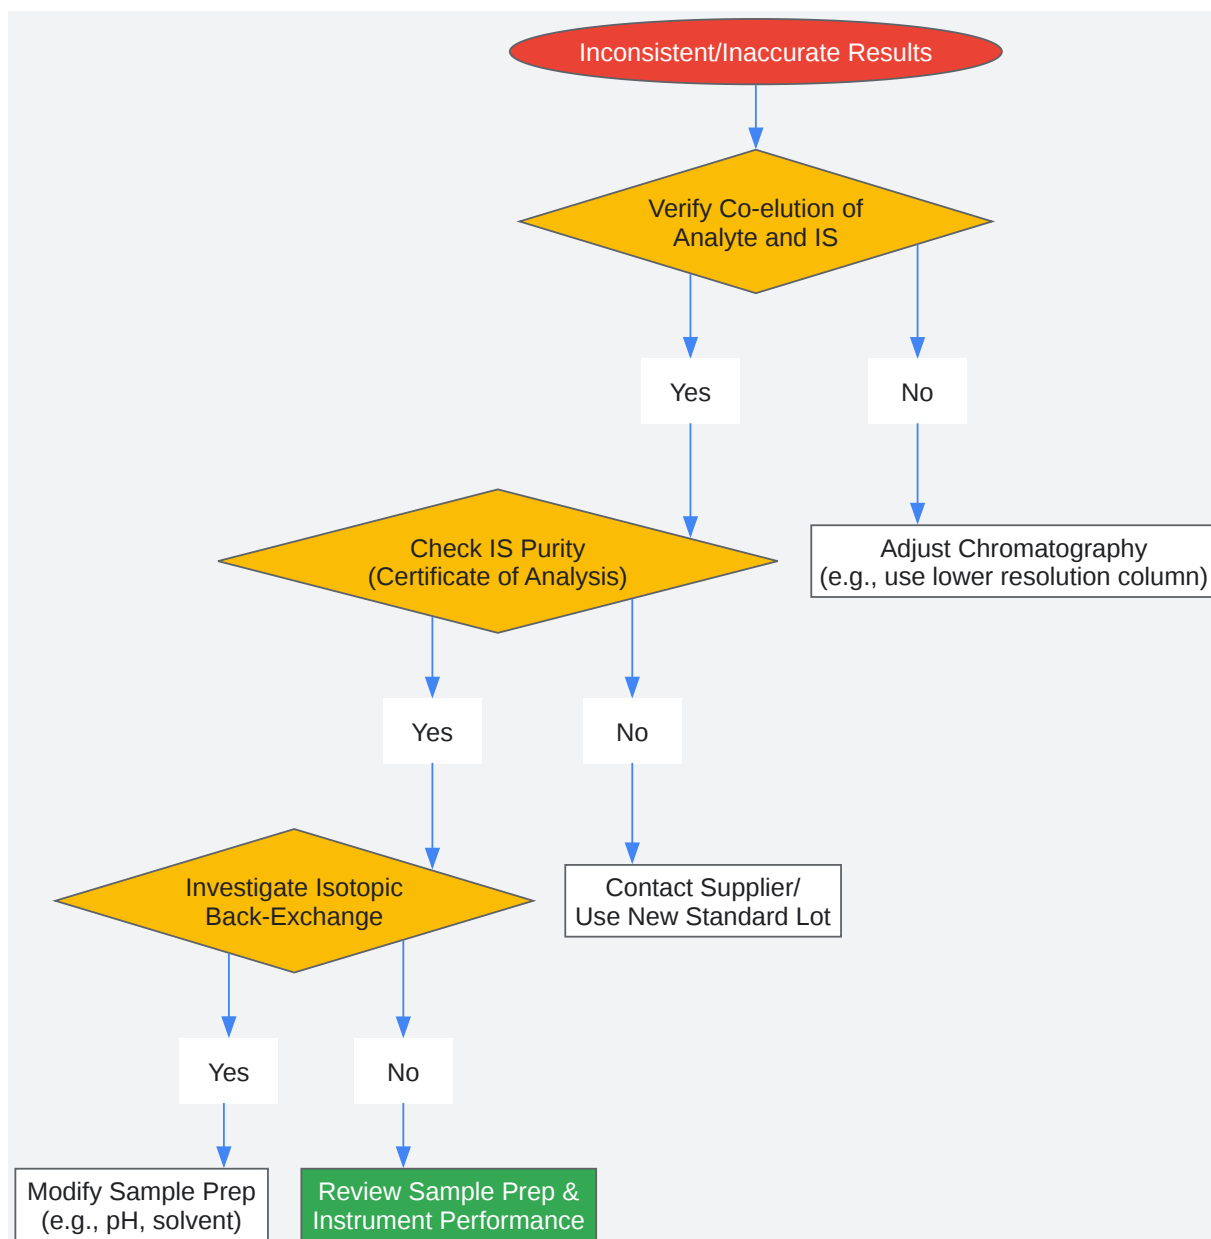 Inconsistent/Inaccurate Results
Verify Co-elution of
Analyte and IS
Yes
No
Check IS Purity
(Certificate of Analysis)
Adjust Chromatography
(e.g., use lower resolution column)
Yes
No
Investigate Isotopic
Back-Exchange
Contact Supplier/
Use New Standard Lot
Yes
No
Modify Sample Prep
(e.g., pH, solvent)
Review Sample Prep &
Instrument Performance